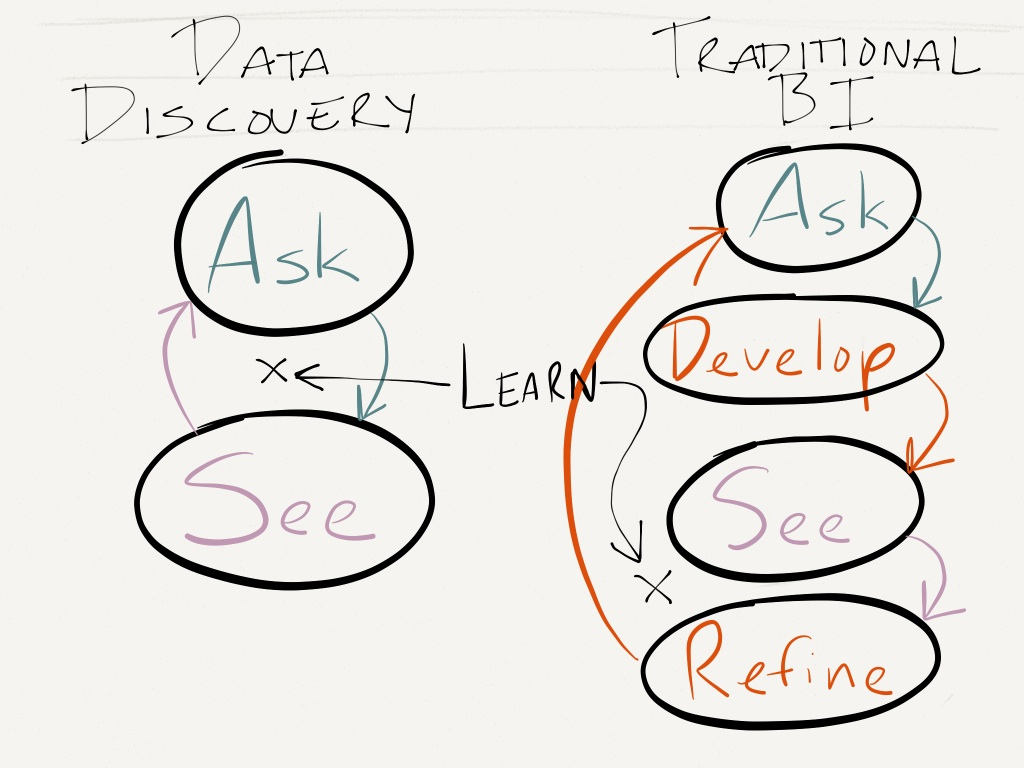 DATA
DISCOVERY
Ask
x
See
LEARN
TRADITIONAL
BI
Ask
Develop
See
x
Refine